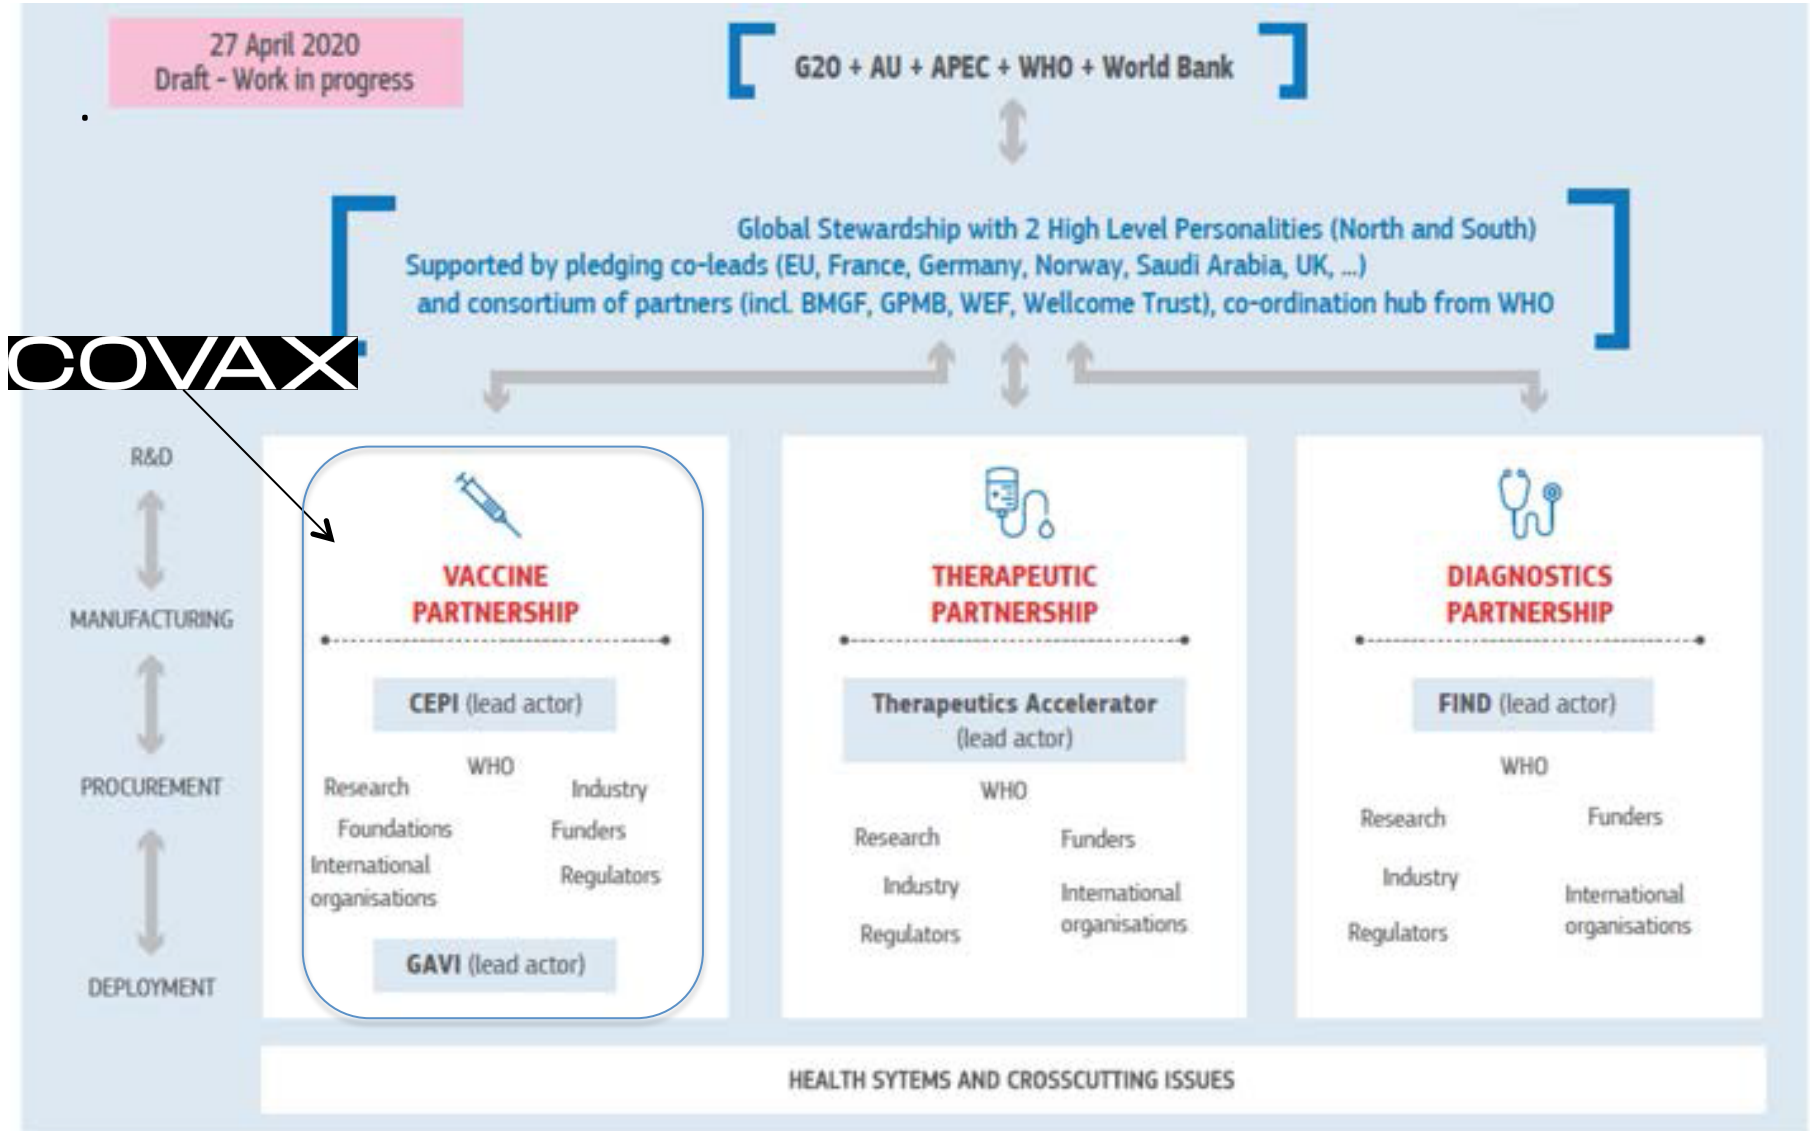 27 April 2020
Draft - Work in progress
.
G20 + AU + APEC + WHO + World Bank
Global Stewardship with 2 High Level Personalities (North and South)
Supported by pledging co-leads (EU, France, Germany, Norway, Saudi Arabia, UK, ...)
and consortium of partners (incl. BMGF, GPMB, WEF, Wellcome Trust), co-ordination hub from WHO
COVAX
R&D
MANUFACTURING
PROCUREMENT
DEPLOYMENT
VACCINE
PARTNERSHIP
CEPI (lead actor)
WHO
Research
Industry
Foundations
Funders
International
organisations
Regulators
GAVI (lead actor)
THERAPEUTIC
PARTNERSHIP
Therapeutics Accelerator
(lead actor)
WHO
Research
Funders
Industry
International
organisations
Regulators
DIAGNOSTICS
PARTNERSHIP
FIND (lead actor)
WHO
Research
Funders
Industry
International
organisations
Regulators
HEALTH SYTEMS AND CROSSCUTTING ISSUES